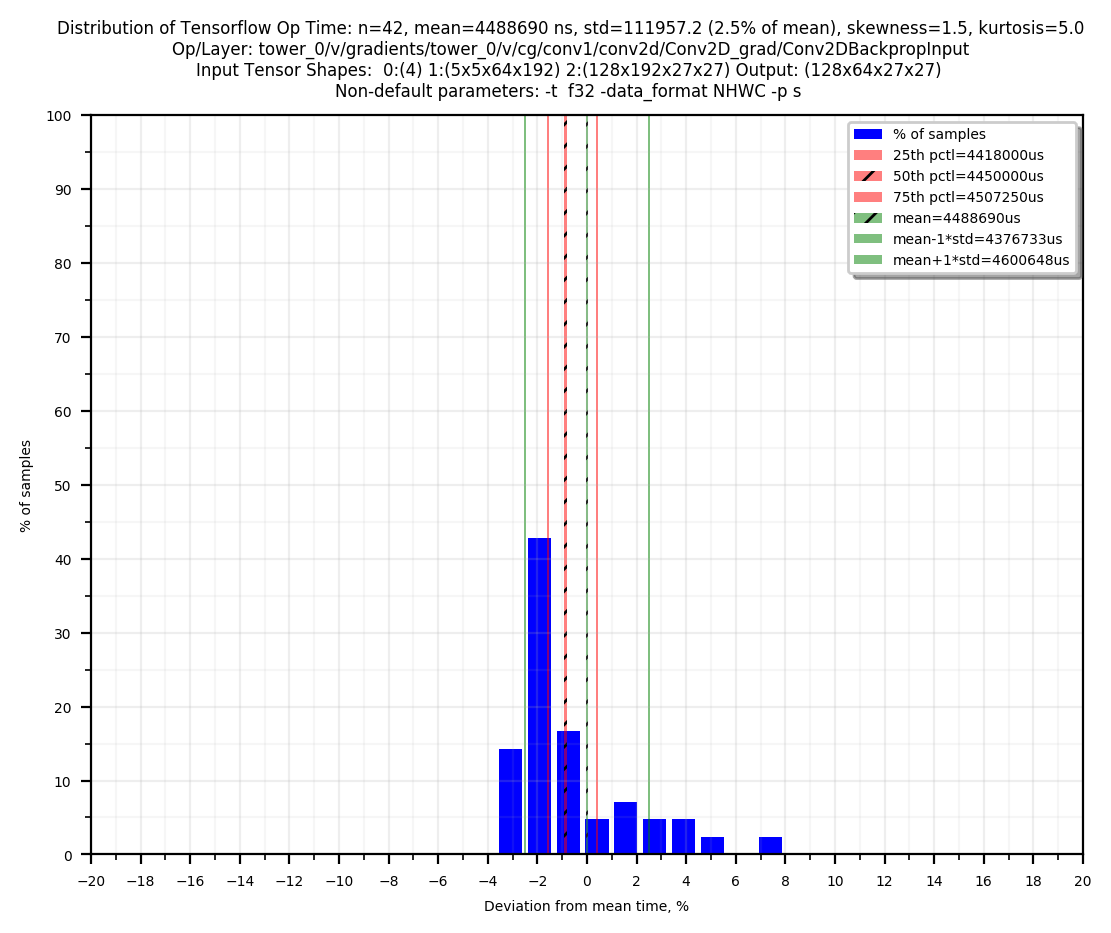 Distribution of Tensorflow Op Time: n=42, mean=4488690 ns, std=111957.2 (2.5% of mean), skewness=1.5, kurtosis=5.0
Op/Layer: tower_0/v/gradients/tower_0/v/cg/conv1/conv2d/Conv2D_grad/Conv2DBackpropInput
Input Tensor Shapes:  0:(4) 1:(5x5x64x192) 2:(128x192x27x27) Output: (128x64x27x27)
Non-default parameters: -t  f32 -data_format NHWC -p s
% of samples
25th pctl=4418000us
50th pctl=4450000us
75th pctl=4507250us
mean=4488690us
mean-1*std=4376733us
mean+1*std=4600648us
% of samples
100
90
80
70
60
50
40
30
20
10
0
−20 −18 −16 −14 −12 −10 −8 −6 −4 −2 0 2 4 6 8 10 12 14 16 18 20
Deviation from mean time, %